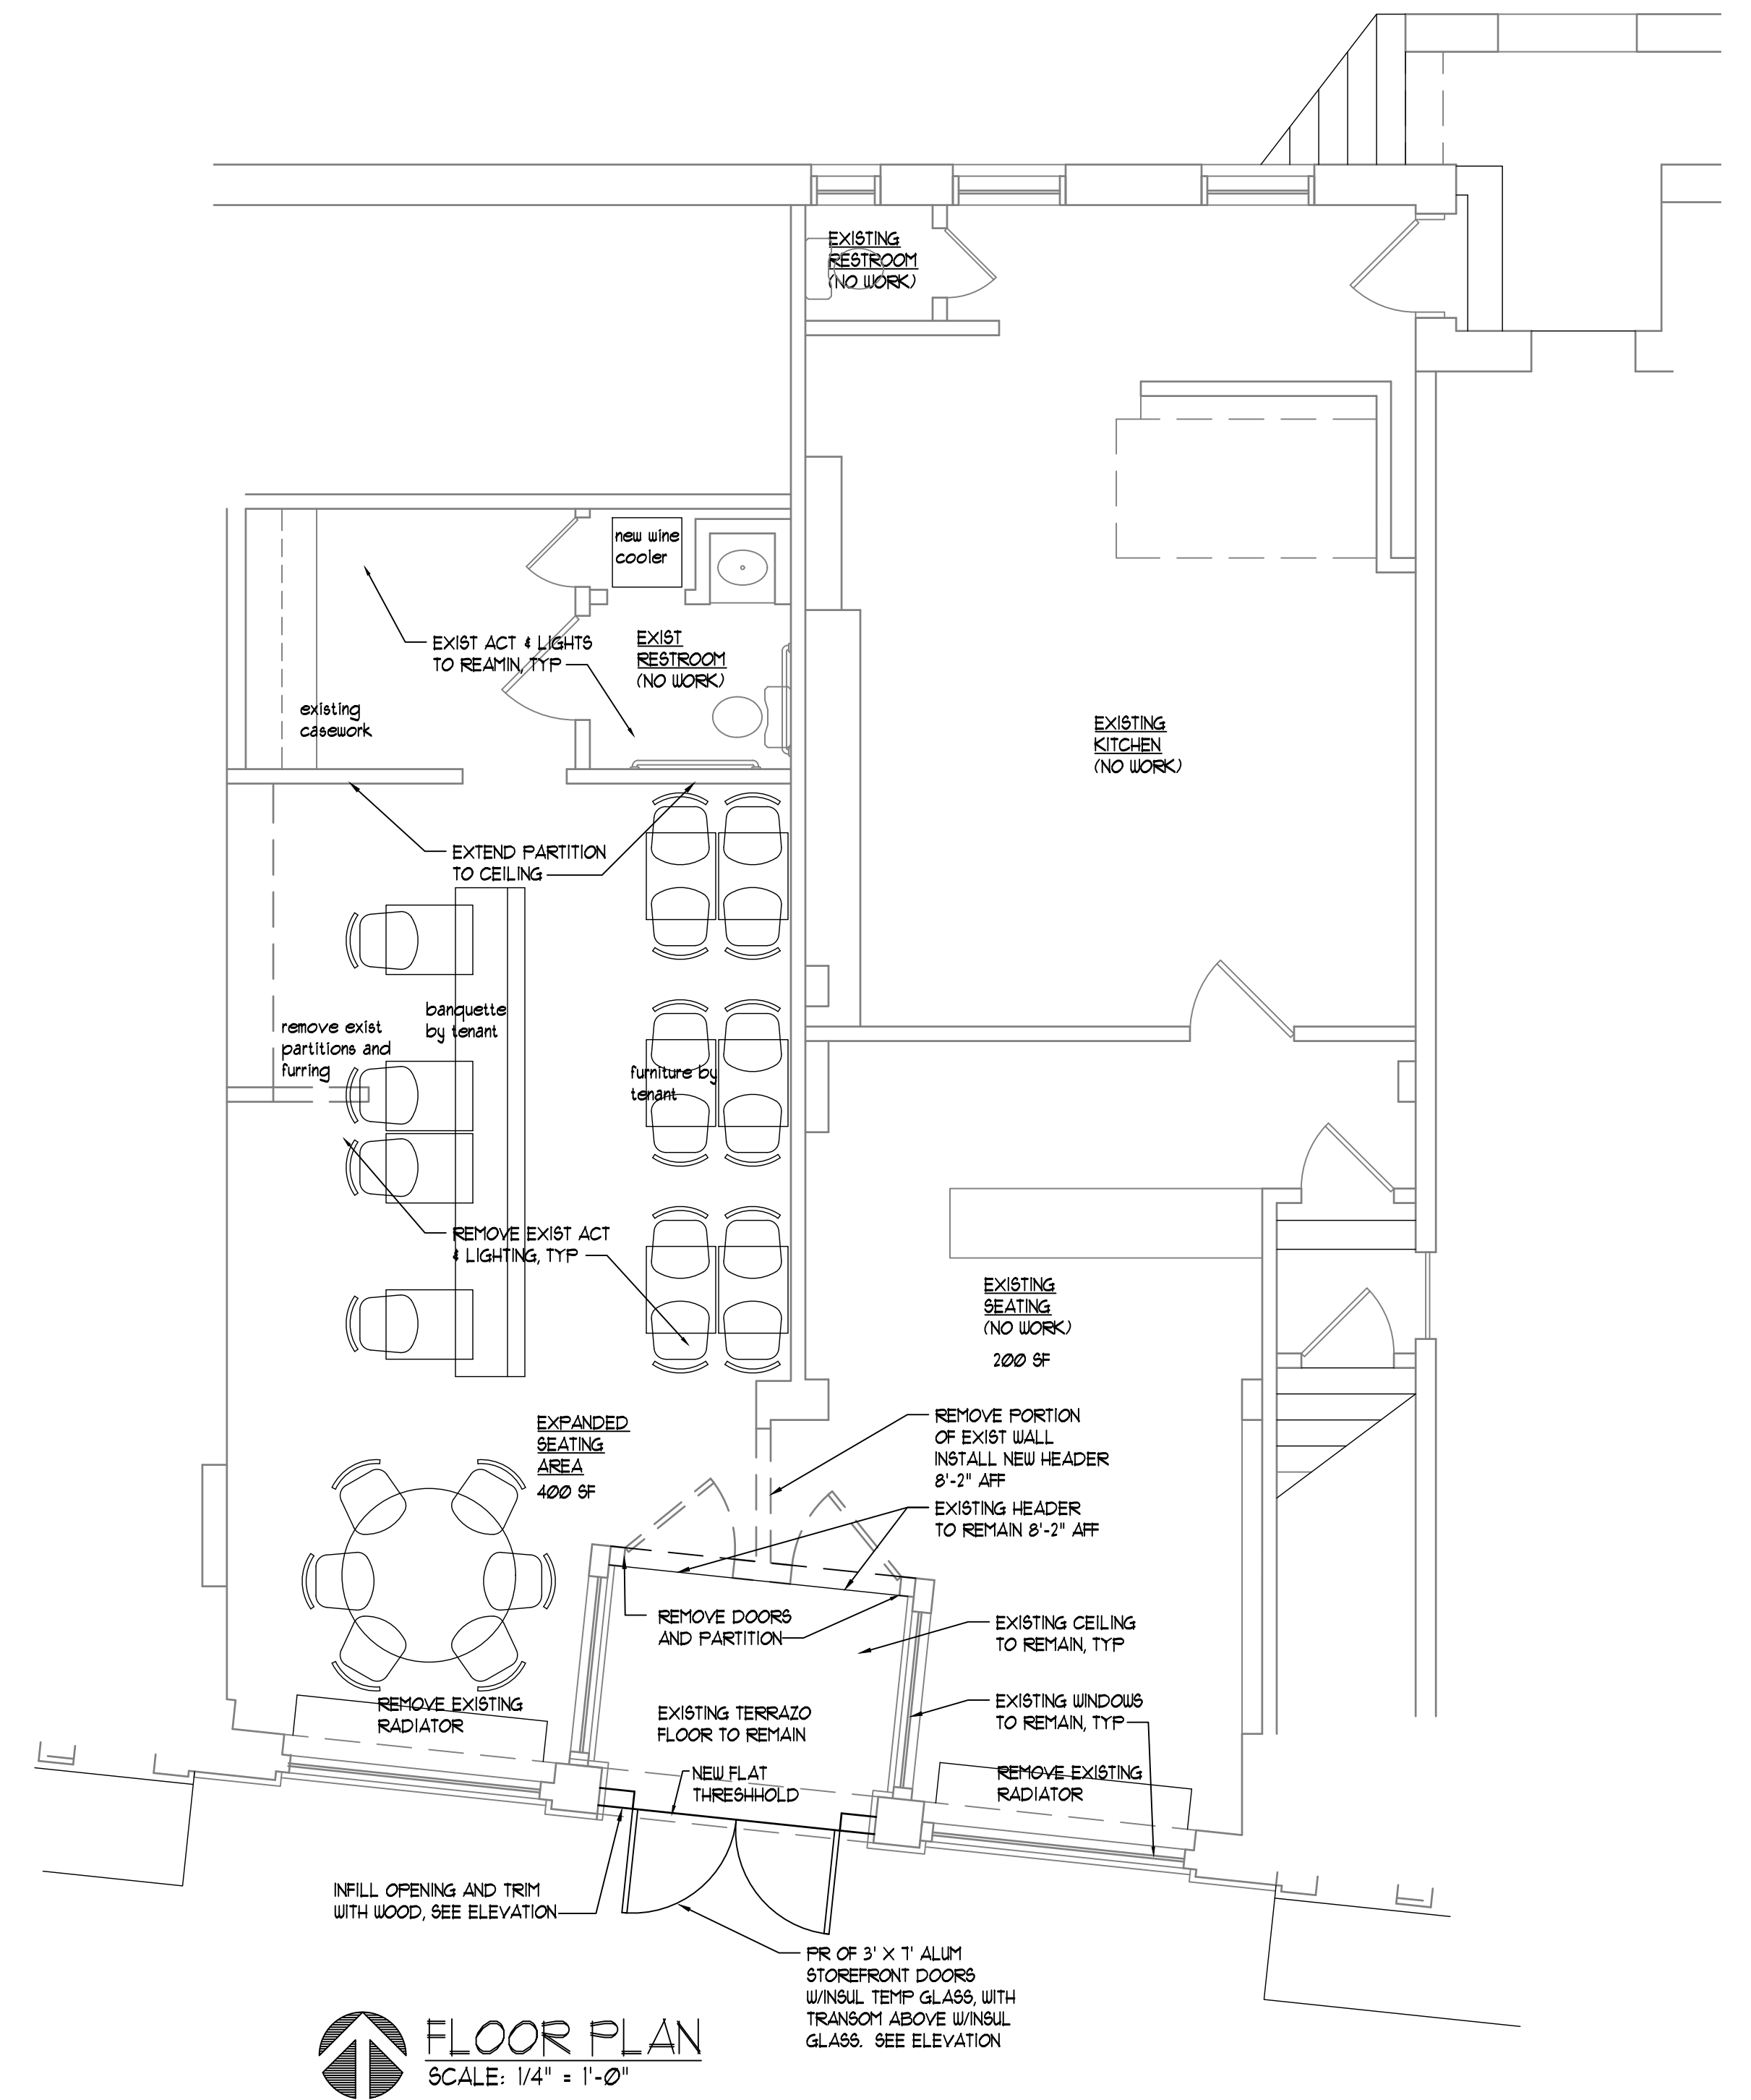 EXISTING
RESTROOM
(NO WORK)
new wine
cooler
EXIST ACT & LIGHTS
TO REAMIN, TYP
EXIST
RESTROOM
(NO WORK)
existing
casework
EXISTING
KITCHEN
(NO WORK)
EXTEND PARTITION
TO CEILING
banquette
by tenant
remove exist
partitions and
furring
furniture by
tenant
REMOVE EXIST ACT
& LIGHTING, TYP
EXISTING
SEATING
(NO WORK)
200 SF
EXPANDED
SEATING
AREA
400 SF
REMOVE PORTION
OF EXIST WALL
INSTALL NEW HEADER
8'-2" AFF
EXISTING HEADER
TO REMAIN 8'-2" AFF
REMOVE DOORS
AND PARTITION
EXISTING CEILING
TO REMAIN, TYP
REMOVE EXISTING
RADIATOR
EXISTING TERRAZO
FLOOR TO REMAIN
EXISTING WINDOWS
TO REMAIN, TYP
NEW FLAT
THRESHHOLD
REMOVE EXISTING
RADIATOR
INFILL OPENING AND TRIM
WITH WOOD, SEE ELEVATION
PR OF 3' X 7' ALUM
STOREFRONT DOORS
W/INSUL TEMP GLASS, WITH
TRANSOM ABOVE W/INSUL
GLASS. SEE ELEVATION
FLOOR PLAN
SCALE: 1/4" = 1'-0"